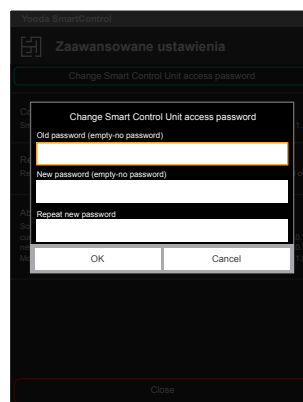 Yooda SmartControl
Zaawansowane ustawienia
Change Smart Control Unit access password
Change Smart Control Unit access password
Old password (empty-no password)
New password (empty-no password)
Repeat new password
OK
Cancel
Close